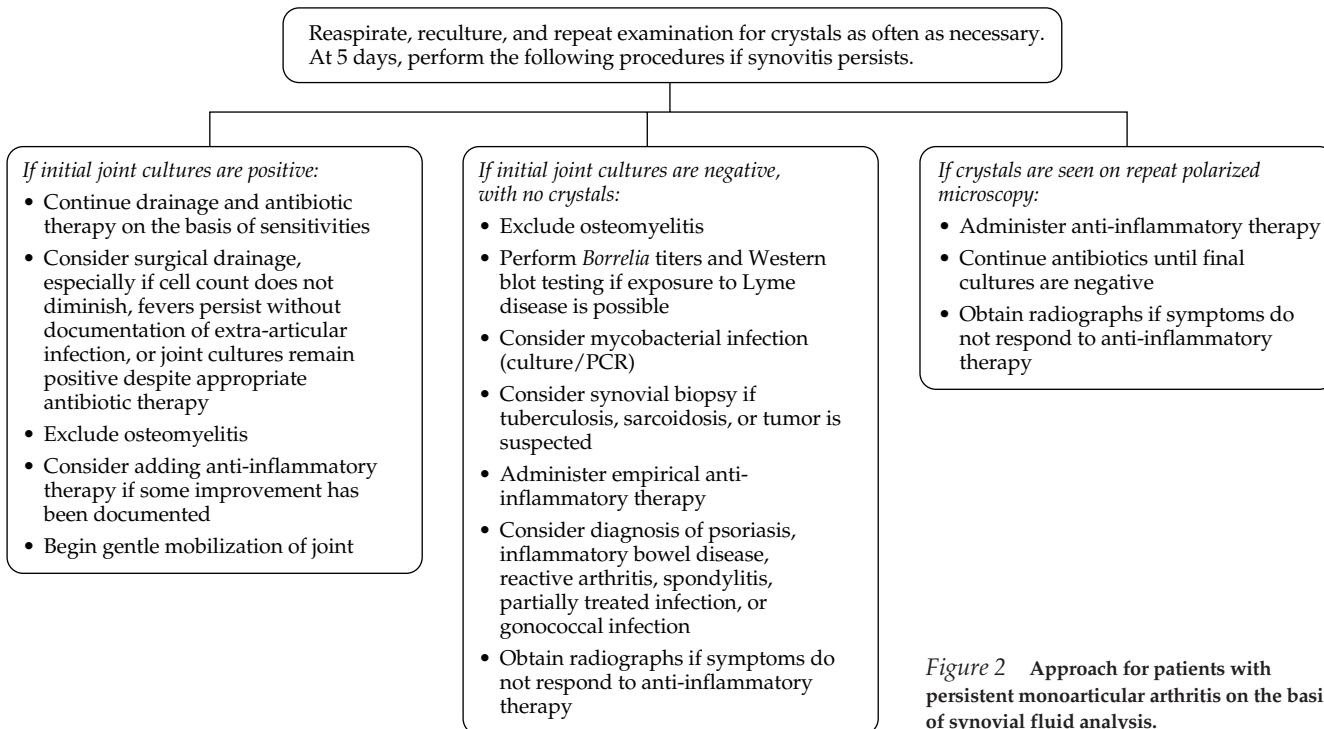 Reaspirate, reculture, and repeat examination for crystals as often as necessary.
At 5 days, perform the following procedures if synovitis persists.
If initial joint cultures are positive:
• Continue drainage and antibiotic
therapy on the basis of sensitivities
• Consider surgical drainage,
especially if cell count does not
diminish, fevers persist without
documentation of extra-articular
infection, or joint cultures remain
positive despite appropriate
antibiotic therapy
• Exclude osteomyelitis
• Consider adding anti-inflammatory
therapy if some improvement has
been documented
• Begin gentle mobilization of joint
If initial joint cultures are negative,
with no crystals:
• Exclude osteomyelitis
• Perform Borrelia titers and Western
blot testing if exposure to Lyme
disease is possible
• Consider mycobacterial infection
(culture/PCR)
• Consider synovial biopsy if
tuberculosis, sarcoidosis, or tumor is
suspected
• Administer empirical anti-
inflammatory therapy
• Consider diagnosis of psoriasis,
inflammatory bowel disease,
reactive arthritis, spondylitis,
partially treated infection, or
gonococcal infection
• Obtain radiographs if symptoms do
not respond to anti-inflammatory
therapy
If crystals are seen on repeat polarized
microscopy:
• Administer anti-inflammatory therapy
• Continue antibiotics until final
cultures are negative
• Obtain radiographs if symptoms do
not respond to anti-inflammatory
therapy
Figure 2 Approach for patients with
persistent monoarticular arthritis on the basi
of synovial fluid analysis.